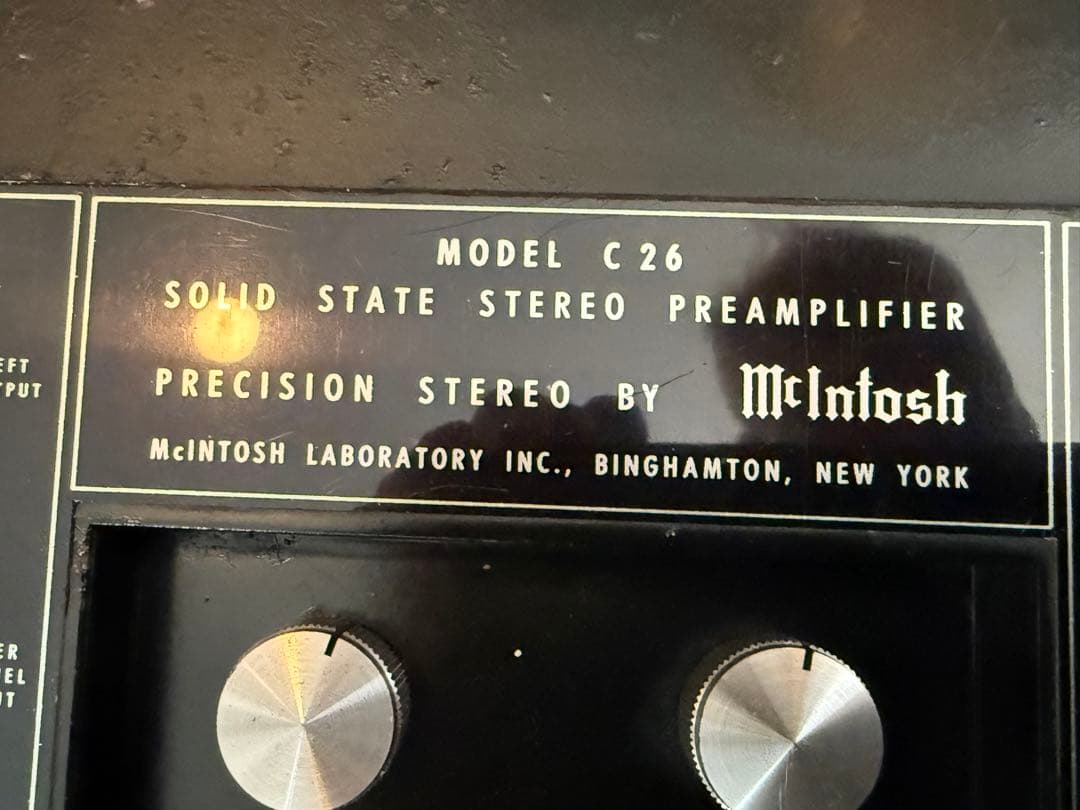 MODEL C 26
SOLID STATE STEREO PREAMPLIFIER
PRECISION STEREO BY McIntosh
McINTOSH LABORATORY INC., BINGHAMTON, NEW YORK